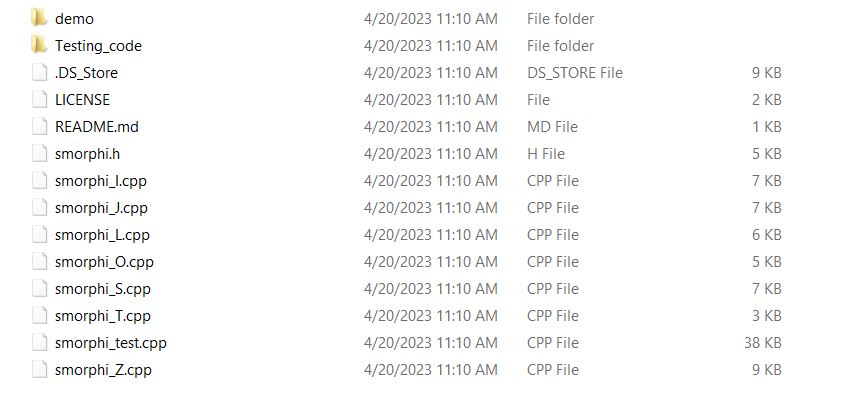 demo 4/20/2023 11:10 AM File folder
Testing_code 4/20/2023 11:10 AM File folder
.DS_Store 4/20/2023 11:10 AM DS_STORE File 9 KB
LICENSE 4/20/2023 11:10 AM File 2 KB
README.md 4/20/2023 11:10 AM MD File 1 KB
smorphi.h 4/20/2023 11:10 AM H File 5 KB
smorphi_I.cpp 4/20/2023 11:10 AM CPP File 7 KB
smorphi_J.cpp 4/20/2023 11:10 AM CPP File 7 KB
smorphi_L.cpp 4/20/2023 11:10 AM CPP File 6 KB
smorphi_O.cpp 4/20/2023 11:10 AM CPP File 5 KB
smorphi_S.cpp 4/20/2023 11:10 AM CPP File 7 KB
smorphi_T.cpp 4/20/2023 11:10 AM CPP File 3 KB
smorphi_test.cpp 4/20/2023 11:10 AM CPP File 38 KB
smorphi_Z.cpp 4/20/2023 11:10 AM CPP File 9 KB